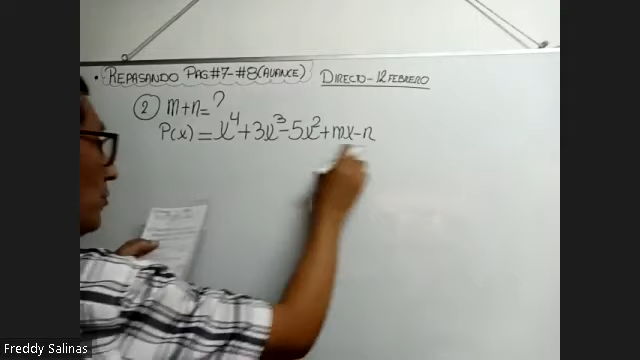 • REPASANDO PAG#7-#8(AVANCE) DIRECTO-12 FEBRERO
2 m+n=?
P(x)=x⁴+3x³-5x²+mx-n
Freddy Salinas